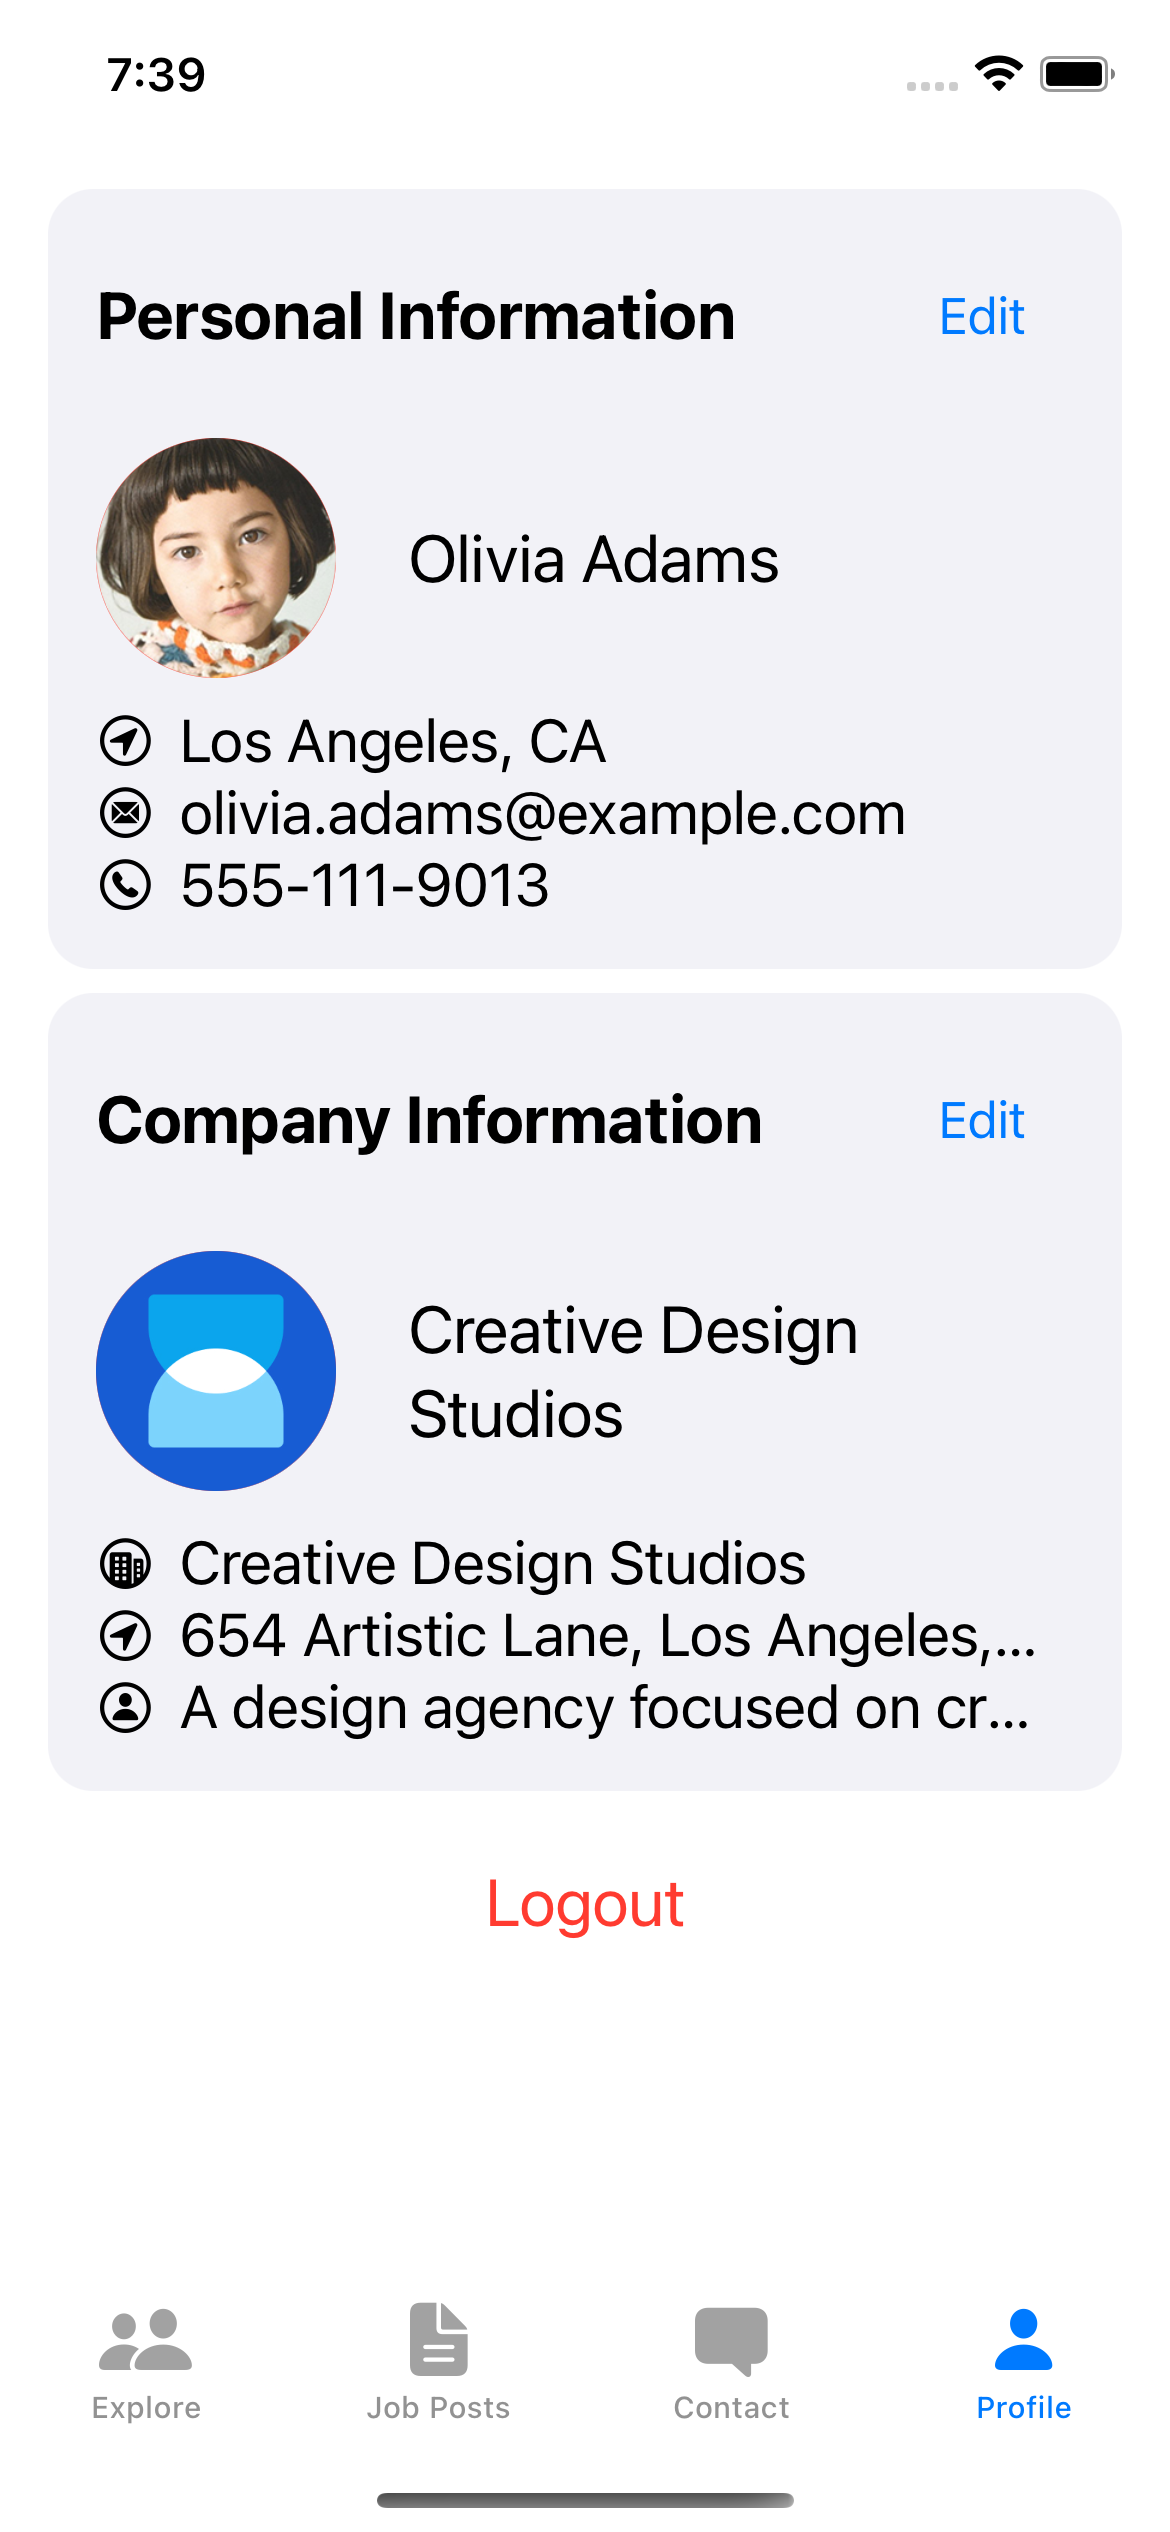 7:39
Personal Information
Edit
Olivia Adams
Los Angeles, CA
olivia.adams@example.com
555-111-9013
Company Information
Edit
Creative Design
Studios
Creative Design Studios
654 Artistic Lane, Los Angeles,...
A design agency focused on cr...
Logout
Explore
Job Posts
Contact
Profile